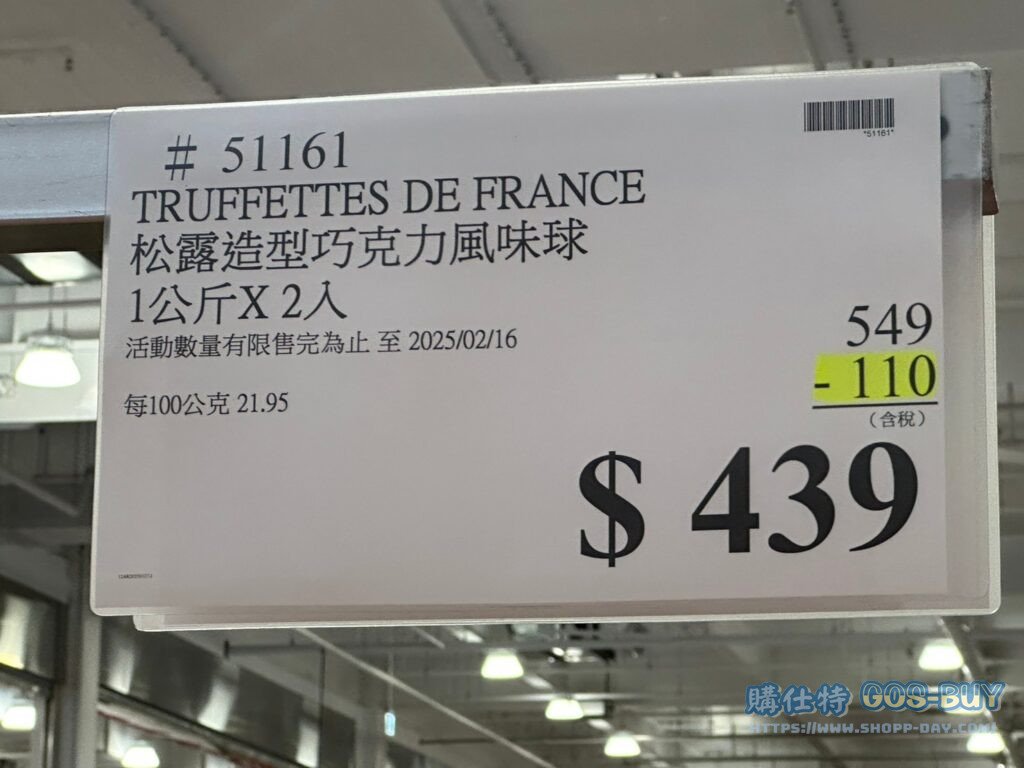 *51161*
# 51161
TRUFFETTES DE FRANCE
松露造型巧克力風味球
1公斤X 2入
活動數量有限售完為止 至 2025/02/16
每100公克 21.95
549
- 110
(含稅)
$ 439
購仕特 COS-BUY
HTTPS://WWW.SHOPP-DAY.COM/